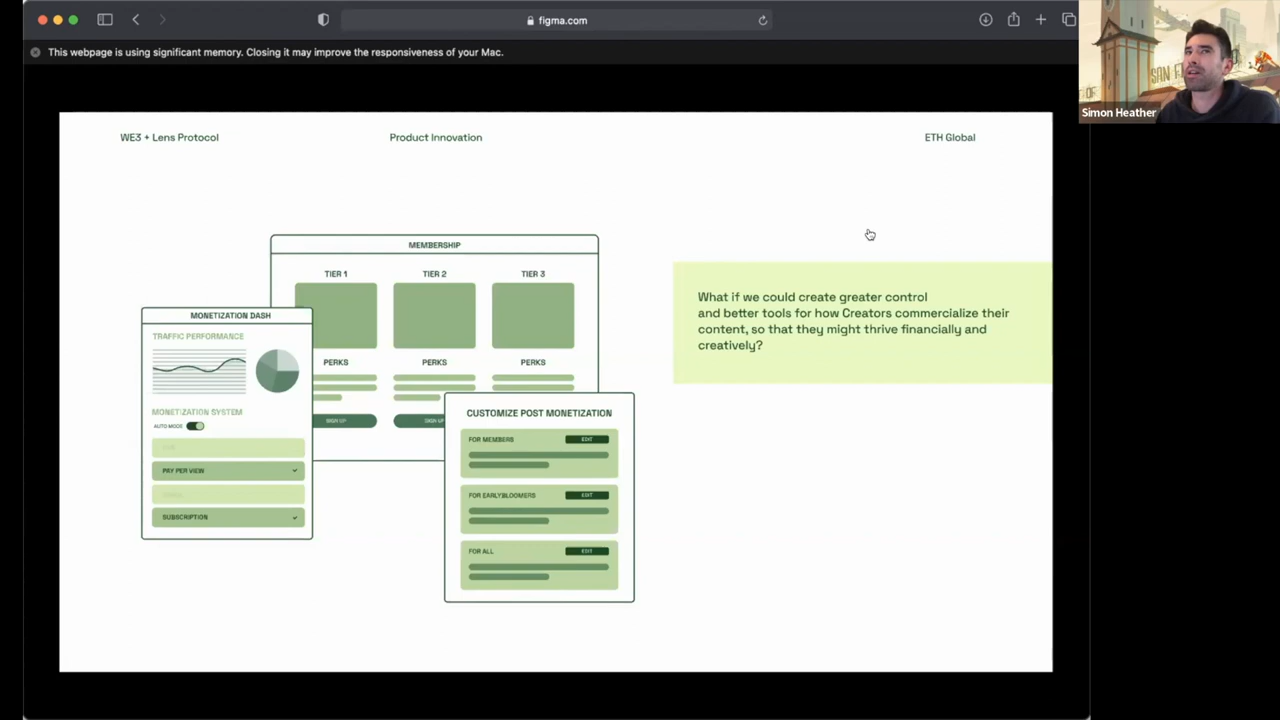 figma.com
This webpage is using significant memory. Closing it may improve the responsiveness of your Mac.
SAN F
Simon Heather
WE3 + Lens Protocol
Product Innovation
ETH Global
MEMBERSHIP
TIER 1
TIER 2
TIER 3
PERKS
PERKS
PERKS
SIGN UP
SIGN UP
MONETIZATION DASH
TRAFFIC PERFORMANCE
MONETIZATION SYSTEM
AUTO MODE
PAY PER VIEW
SUBSCRIPTION
CUSTOMIZE POST MONETIZATION
FOR MEMBERS
EDIT
FOR EARLYBLOOMERS
EDIT
FOR ALL
EDIT
What if we could create greater control
and better tools for how Creators commercialize their
content, so that they might thrive financially and
creatively?